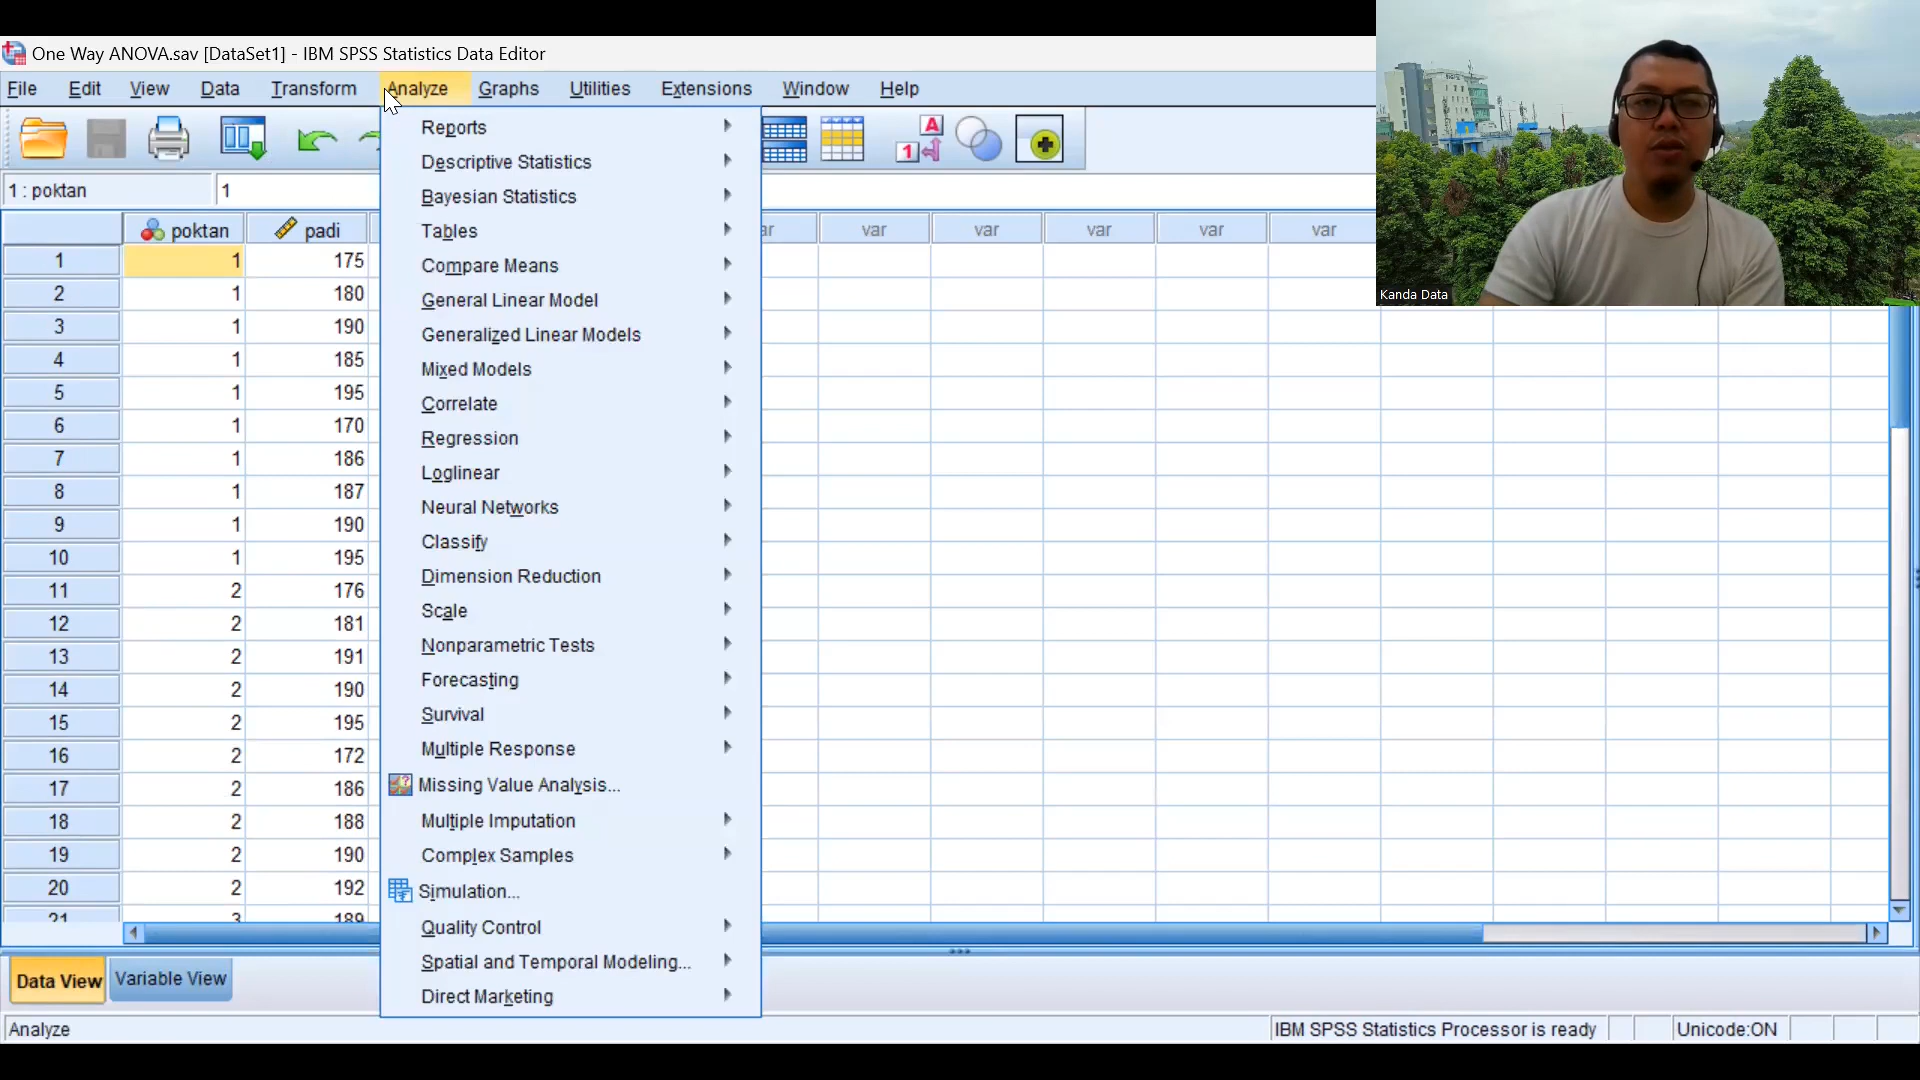 One Way ANOVA.sav [DataSet1] - IBM SPSS Statistics Data Editor
File Edit View Data Transform Analyze Graphs Utilities Extensions Window Help
1 : poktan 1
poktan padi var var var var var
1 1 175
2 1 180
3 1 190
4 1 185
5 1 195
6 1 170
7 1 186
8 1 187
9 1 190
10 1 195
11 2 176
12 2 181
13 2 191
14 2 190
15 2 195
16 2 172
17 2 186
18 2 188
19 2 190
20 2 192
21 3 189
Reports
Descriptive Statistics
Bayesian Statistics
Tables
Compare Means
General Linear Model
Generalized Linear Models
Mixed Models
Correlate
Regression
Loglinear
Neural Networks
Classify
Dimension Reduction
Scale
Nonparametric Tests
Forecasting
Survival
Multiple Response
Missing Value Analysis...
Multiple Imputation
Complex Samples
Simulation...
Quality Control
Spatial and Temporal Modeling...
Direct Marketing
Kanda Data
Data View Variable View
Analyze IBM SPSS Statistics Processor is ready Unicode:ON